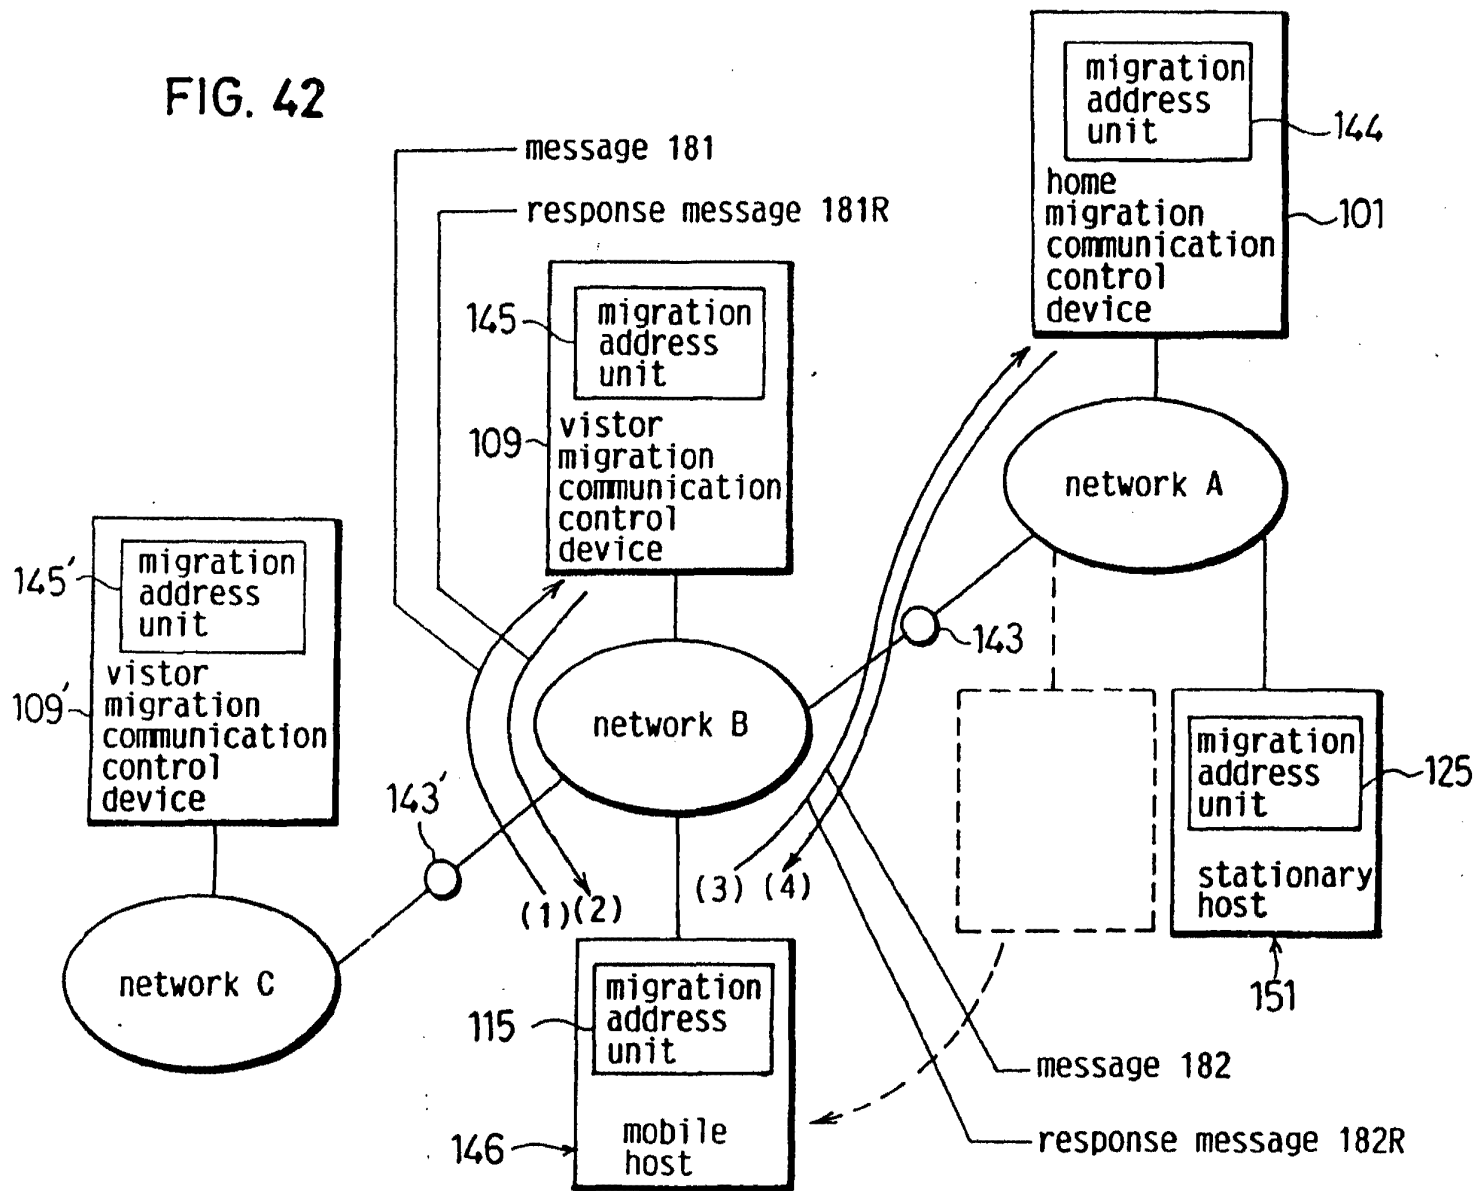 FIG. 42
message 181
response message 181R
migration
address
unit
144
home
migration
communication
control
device
101
145
migration
address
unit
109
vistor
migration
communication
control
device
network A
145'
migration
address
unit
109'
vistor
migration
communication
control
device
network B
143
143'
migration
address
unit
125
stationary
host
151
(1)
(2)
(3)
(4)
network C
115
migration
address
unit
146
mobile
host
message 182
response message 182R